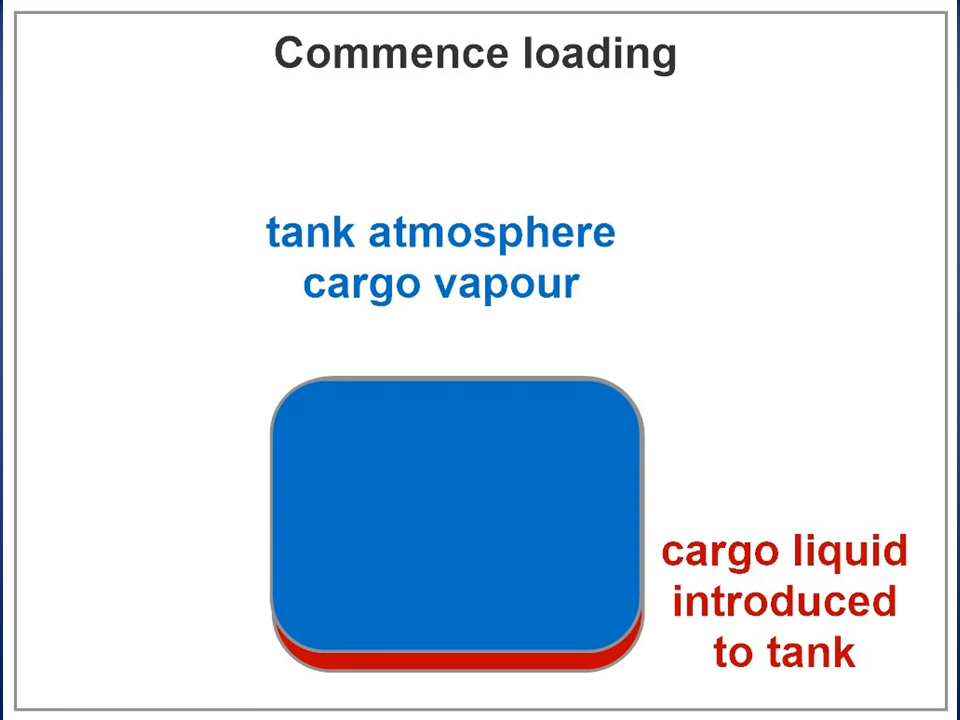 Commence loading
tank atmosphere
cargo vapour
cargo liquid
introduced
to tank